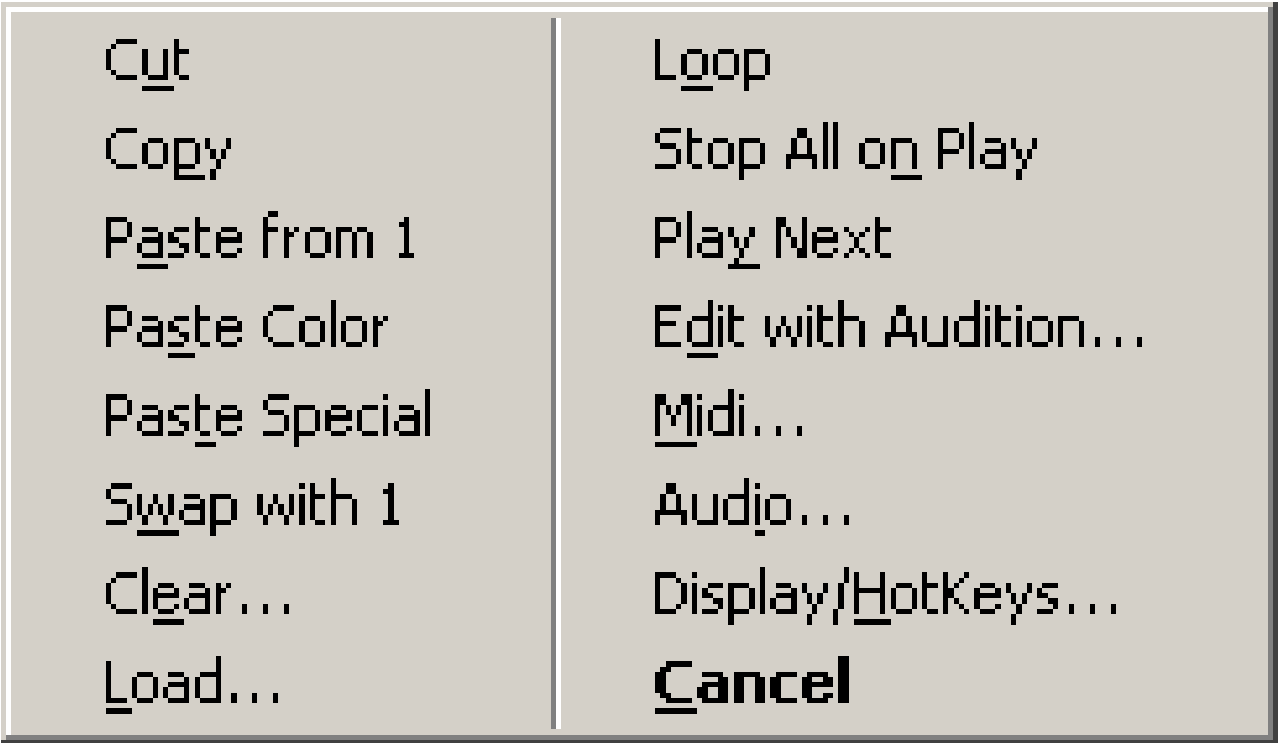 Cut
Copy
Paste from 1
Paste Color
Paste Special
Swap with 1
Clear...
Load...
Loop
Stop All on Play
Play Next
Edit with Audition...
Midi...
Audio...
Display/HotKeys...
Cancel